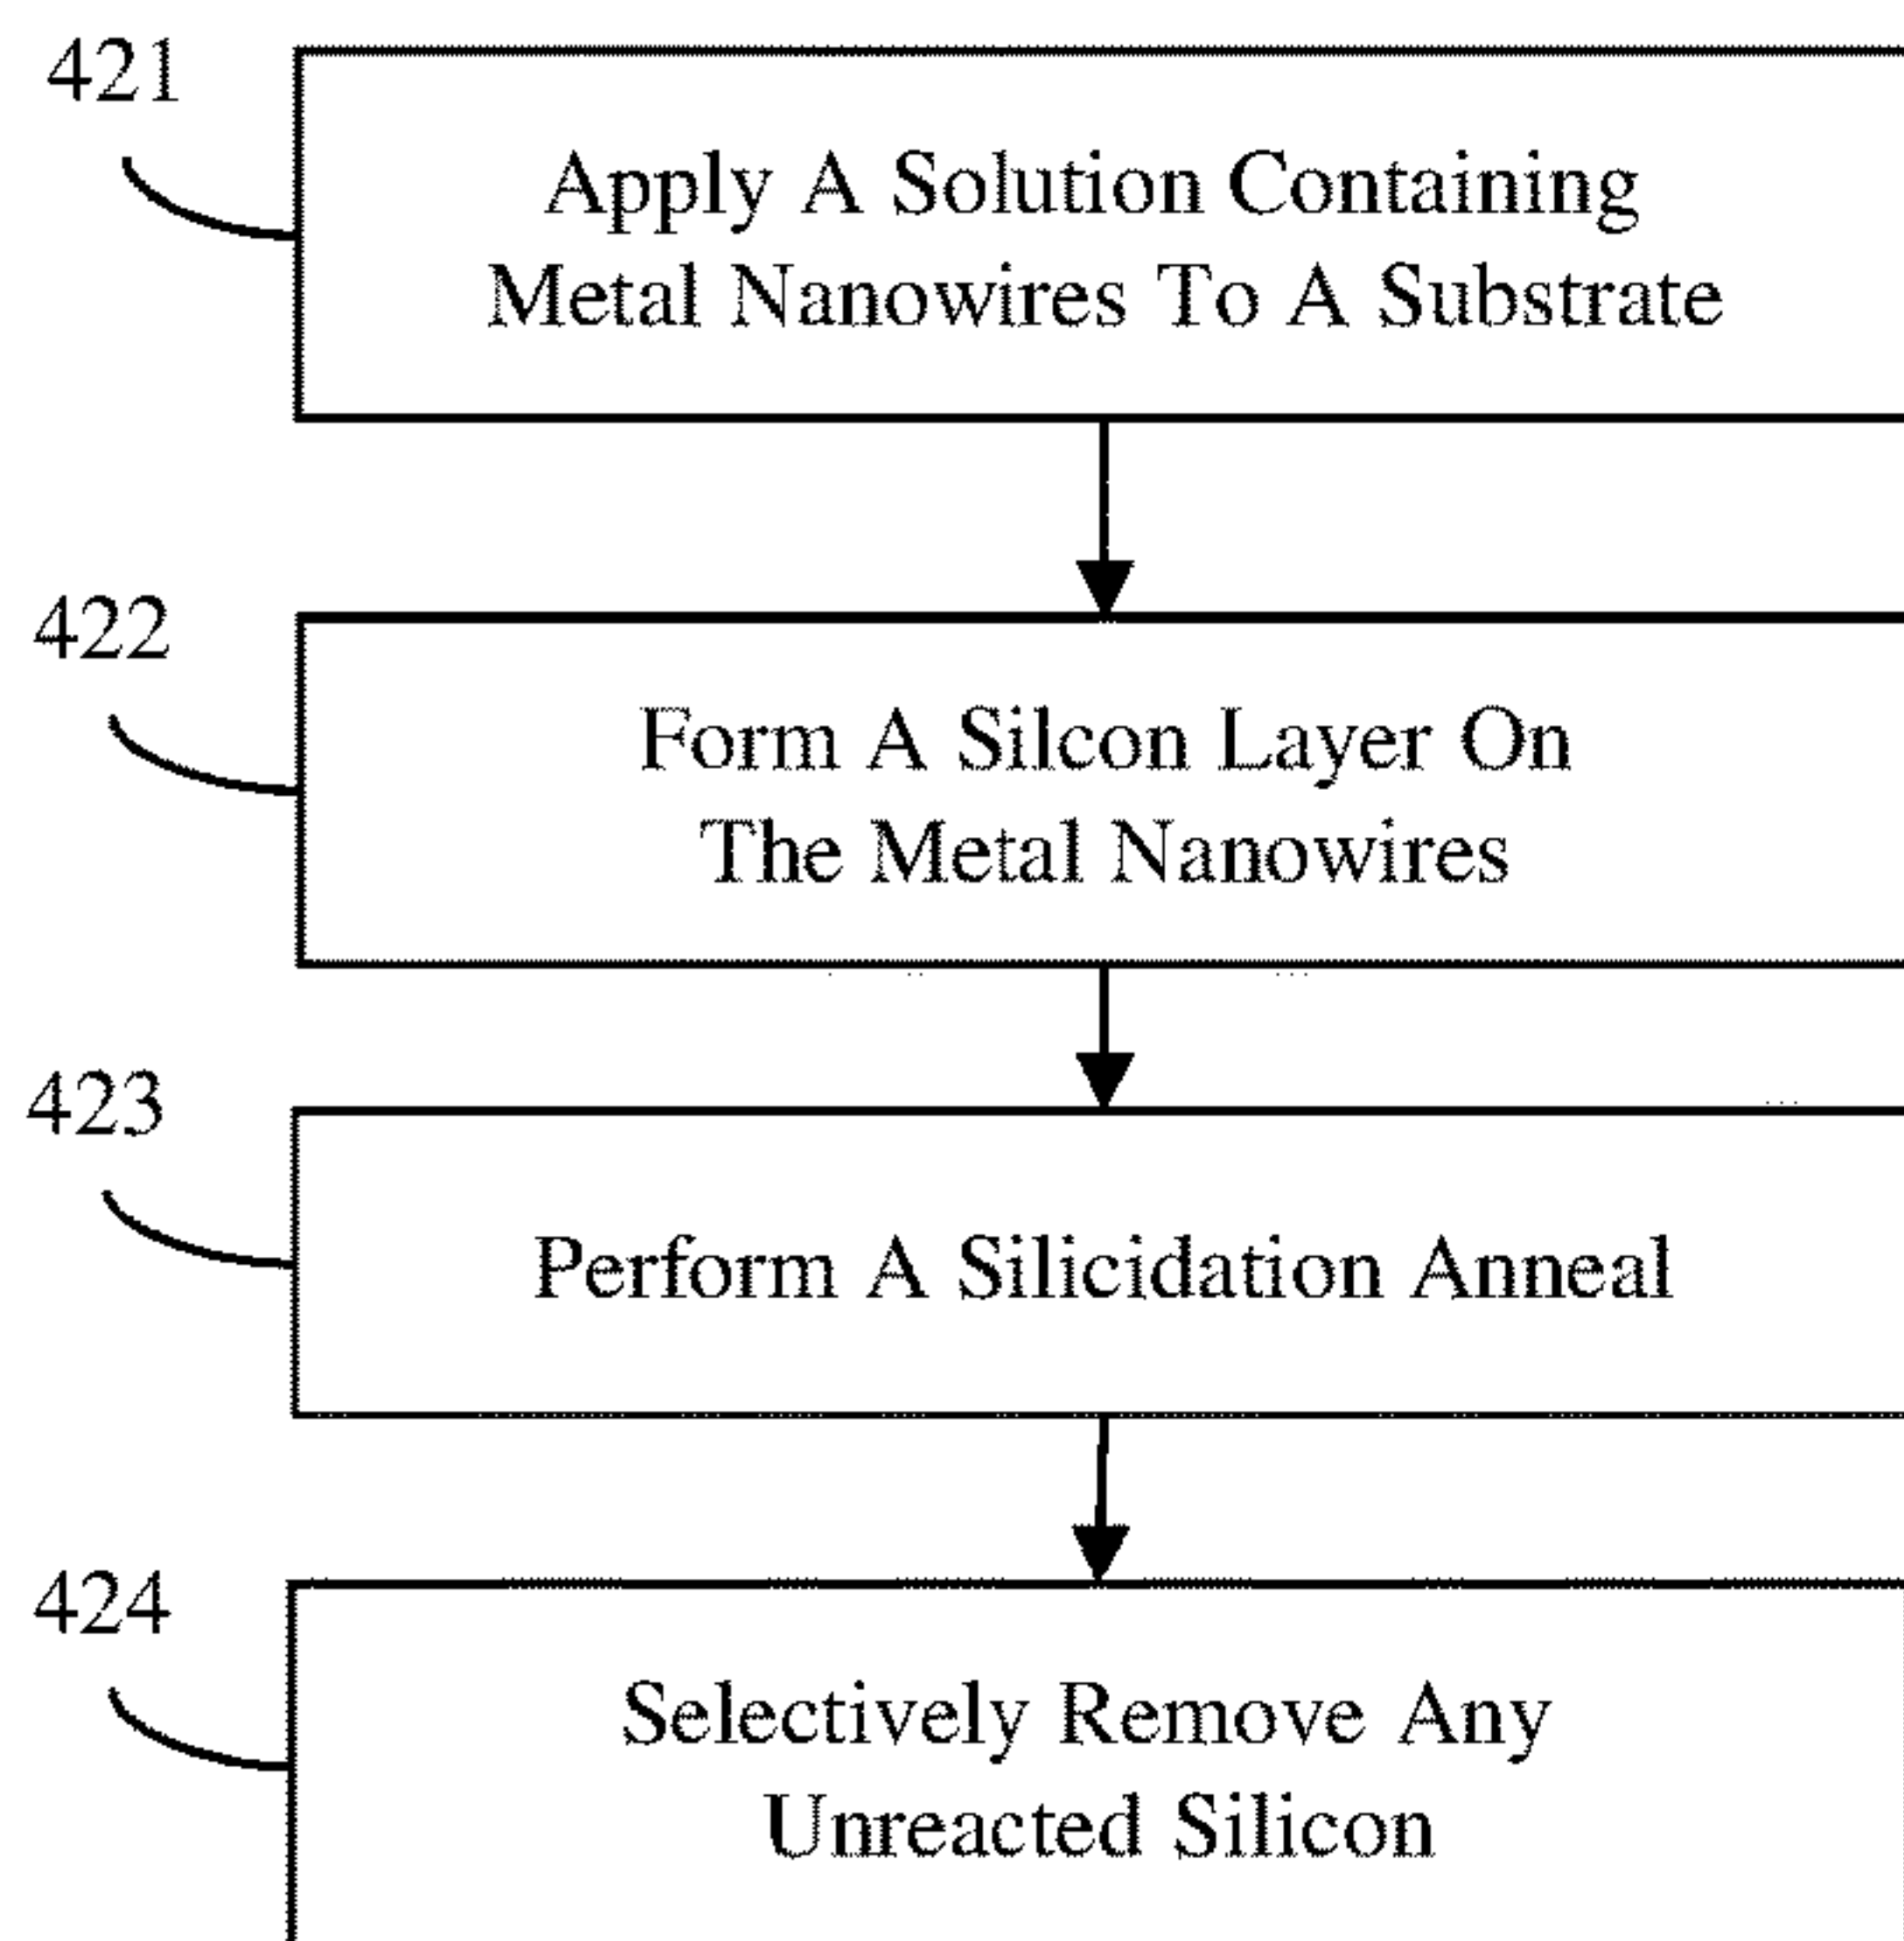 421
Apply A Solution Containing
Metal Nanowires To A Substrate
422
Form A Silcon Layer On
The Metal Nanowires
423
Perform A Silicidation Anneal
424
Selectively Remove Any
Unreacted Silicon